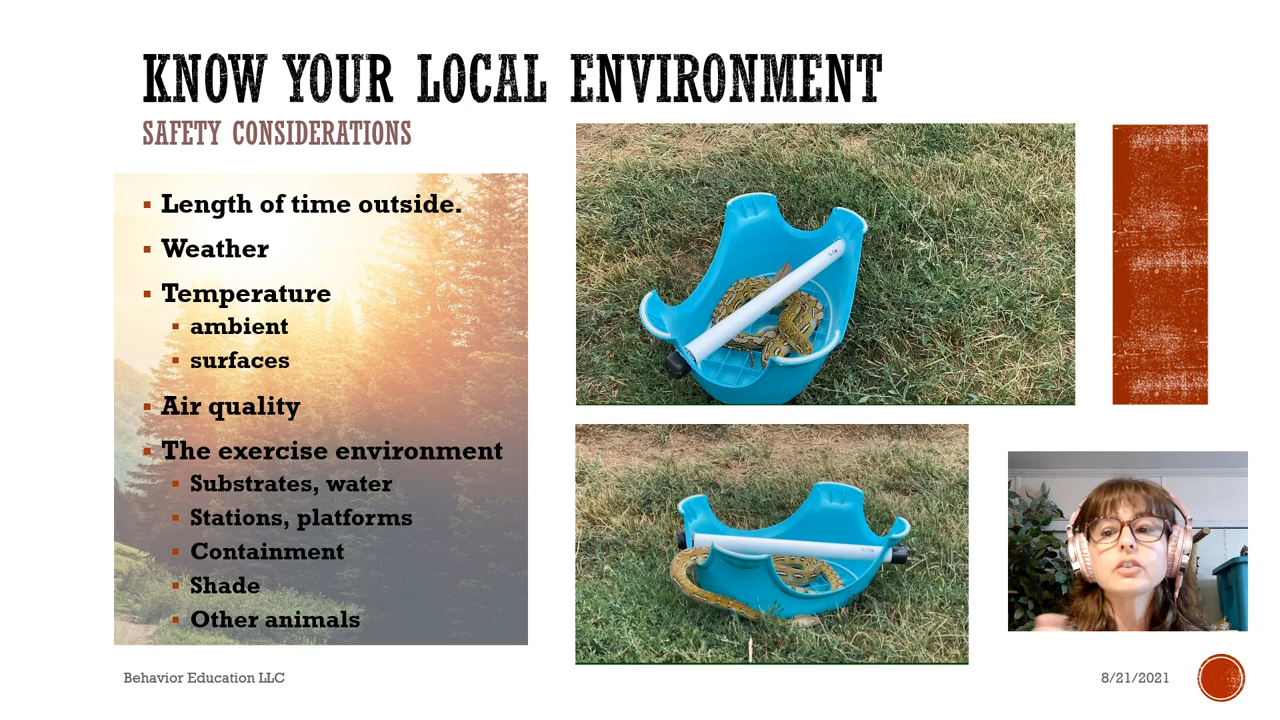 KNOW YOUR LOCAL ENVIRONMENT
SAFETY CONSIDERATIONS
Length of time outside.
Weather
Temperature
ambient
surfaces
Air quality
The exercise environment
Substrates, water
Stations, platforms
Containment
Shade
Other animals
Behavior Education LLC
8/21/2021